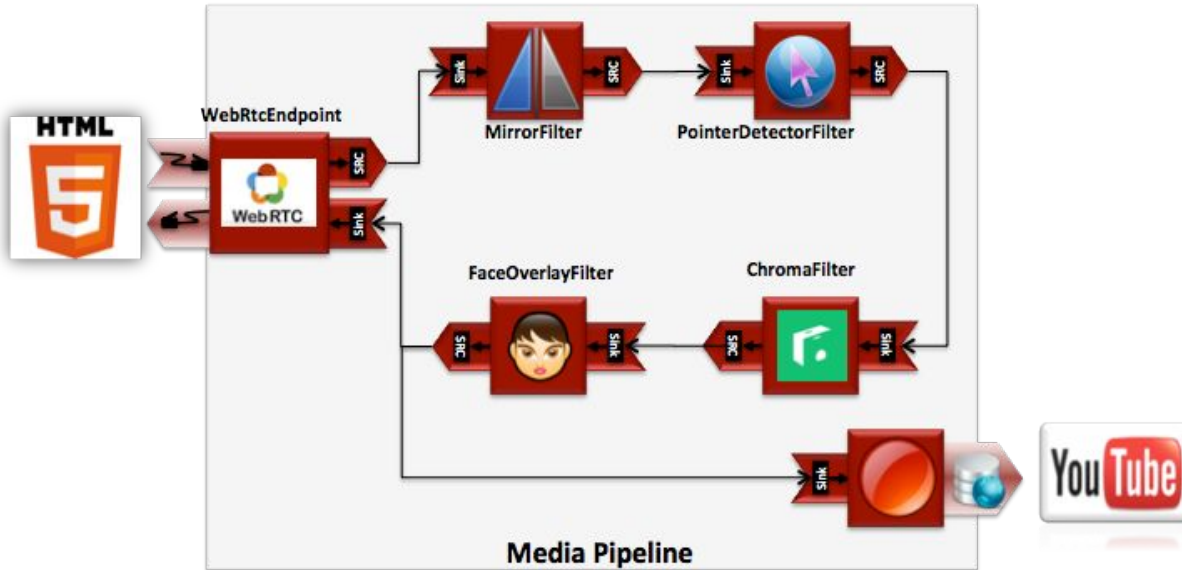 HTML
5
WebRtcEndpoint
WebRTC
SRC
Sink
Sink
SRC
MirrorFilter
Sink
SRC
PointerDetectorFilter
FaceOverlayFilter
SRC
Sink
ChromaFilter
SRC
Sink
Sink
YouTube
Media Pipeline